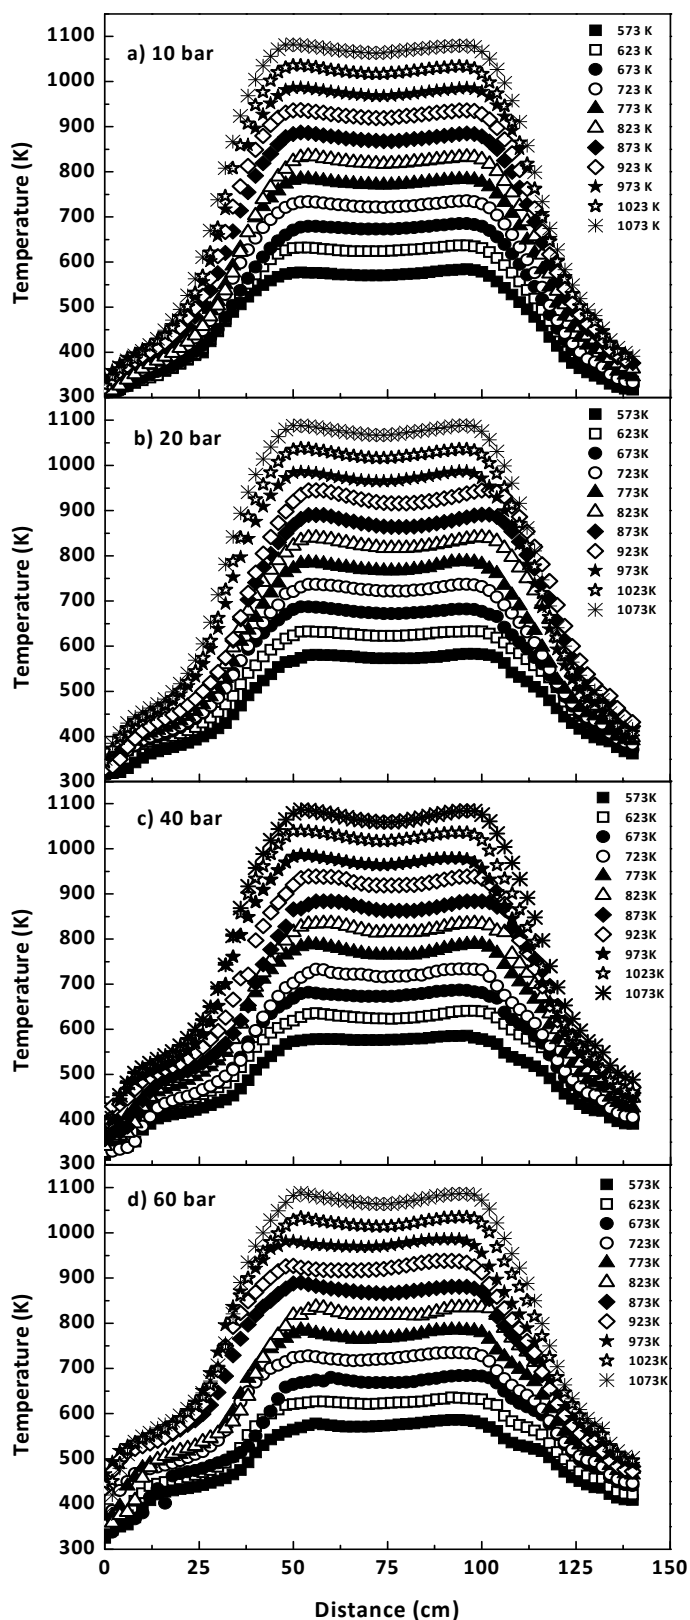 a) 10 bar
1100
1000
900
800
700
600
500
400
300
Temperature (K)
573 K
623 K
673 K
723 K
773 K
823 K
873 K
923 K
973 K
1023 K
1073 K
b) 20 bar
1100
1000
900
800
700
600
500
400
300
Temperature (K)
573K
623K
673K
723K
773K
823K
873K
923K
973K
1023K
1073K
c) 40 bar
1100
1000
900
800
700
600
500
400
300
Temperature (K)
573K
623K
673K
723K
773K
823K
873K
923K
973K
1023K
1073K
d) 60 bar
1100
1000
900
800
700
600
500
400
300
Temperature (K)
573K
623K
673K
723K
773K
823K
873K
923K
973K
1023K
1073K
0 25 50 75 100 125 150
Distance (cm)